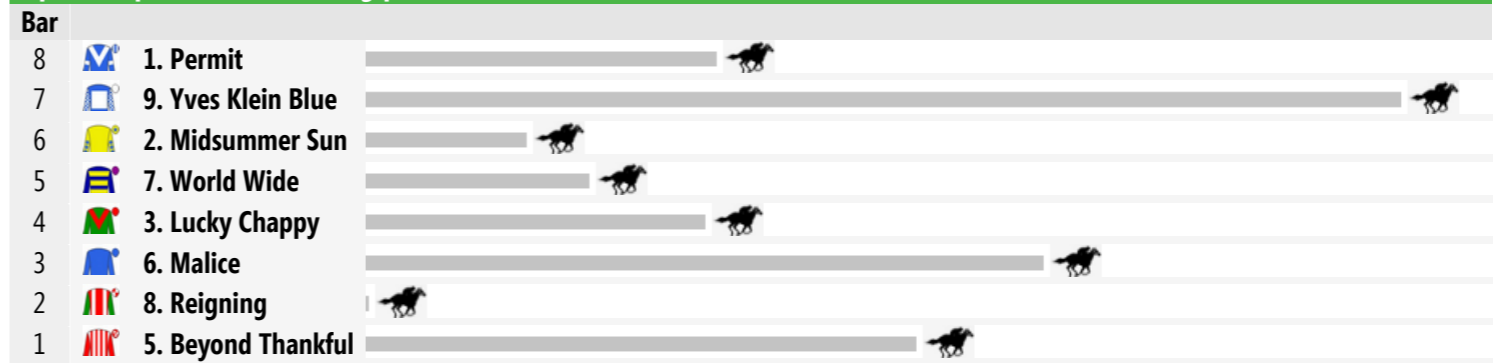 Bar
8 1. Permit
7 9. Yves Klein Blue
6 2. Midsummer Sun
5 7. World Wide
4 3. Lucky Chappy
3 6. Malice
2 8. Reigning
1 5. Beyond Thankful